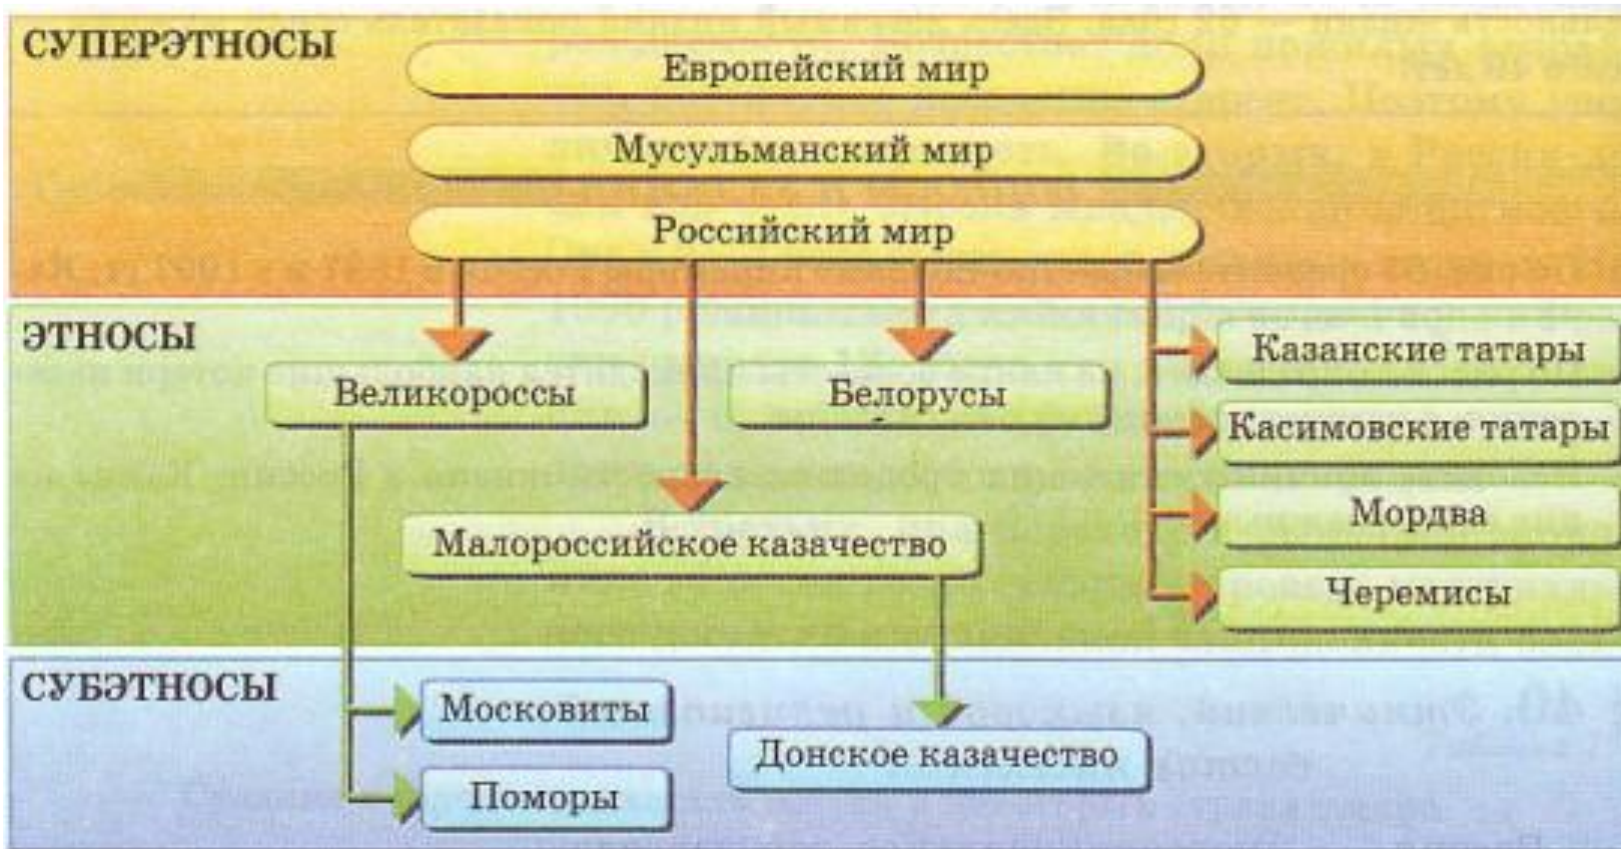 СУПЕРЭТНОСЫ
Европейский мир
Мусульманский мир
Российский мир
ЭТНОСЫ
Великороссы
Белорусы
Малороссийское казачество
Казанские татары
Касимовские татары
Мордва
Черемисы
СУБЭТНОСЫ
Московиты
Поморы
Донское казачество